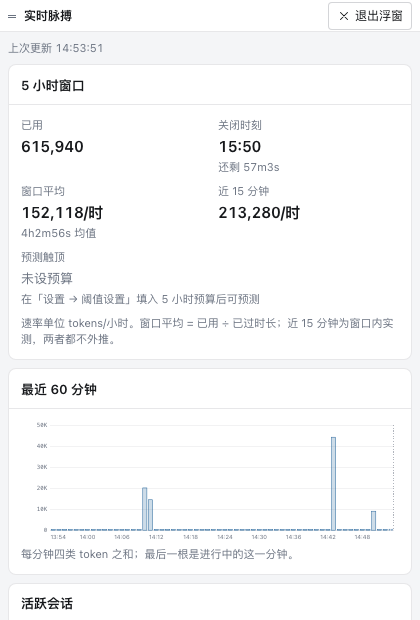 实时脉搏
退出浮窗
上次更新 14:53:51
5 小时窗口
已用
关闭时刻
615,940
15:50
还剩 57m3s
窗口平均
近 15 分钟
152,118/时
213,280/时
4h2m56s 均值
预测触顶
未设预算
在「设置 → 阈值设置」填入 5 小时预算后可预测
速率单位 tokens/小时。窗口平均 = 已用 ÷ 已过时长；近 15 分钟为窗口内实
测，两者都不外推。
最近 60 分钟
50K
40K
30K
20K
10K
0
13:54 14:00 14:06 14:12 14:18 14:24 14:30 14:36 14:42 14:48
每分钟四类 token 之和；最后一根是进行中的这一分钟。
活跃会话